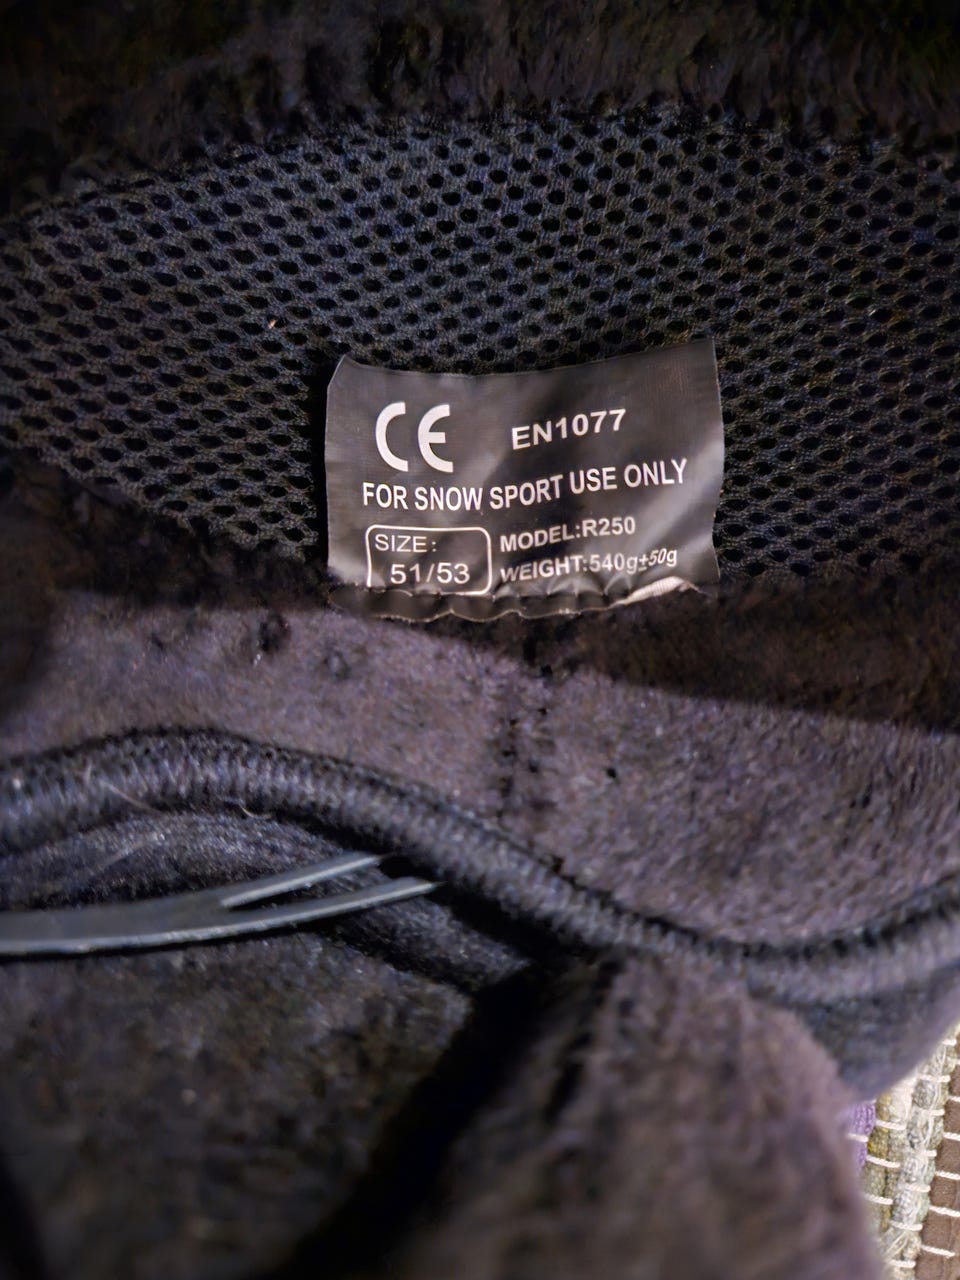 CE EN1077
FOR SNOW SPORT USE ONLY
SIZE: MODEL:R250
51/53 WEIGHT:540g±50g